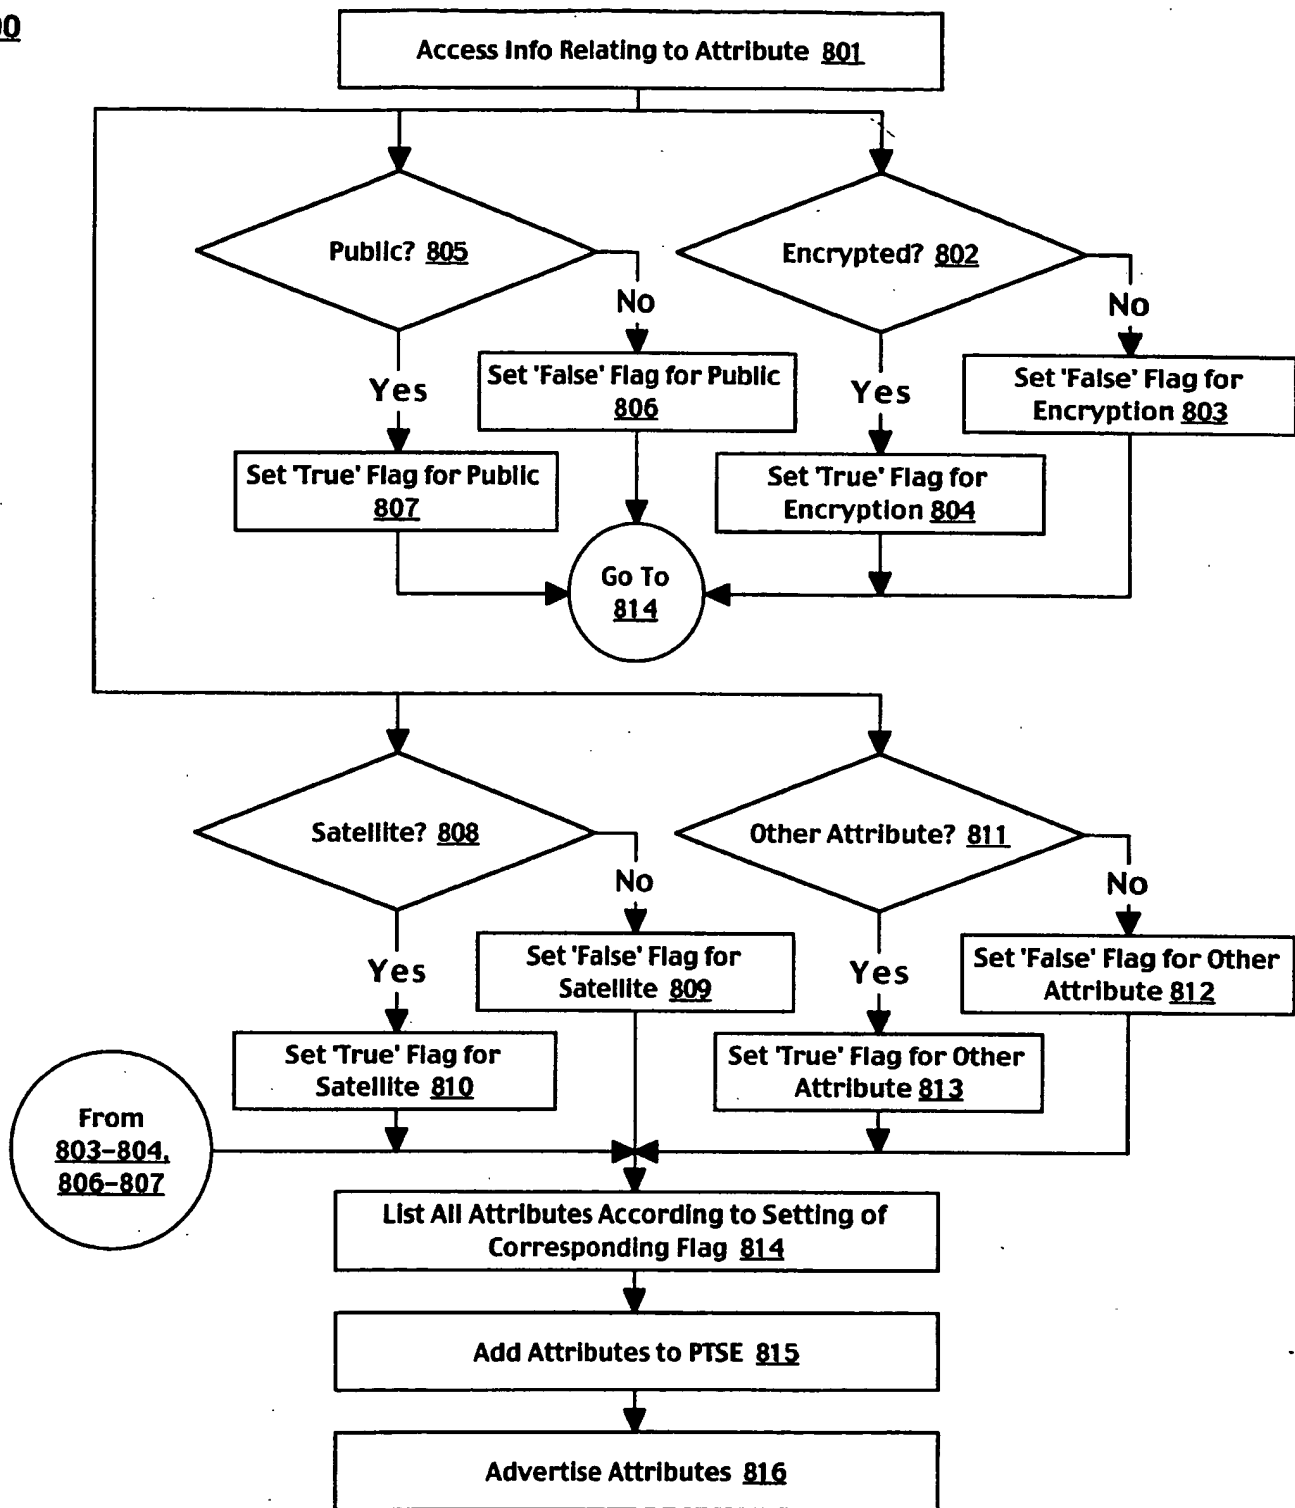 00
Access Info Relating to Attribute 801
Public? 805
Encrypted? 802
No
No
Set 'False' Flag for Public
806
Set 'False' Flag for
Encryption 803
Yes
Yes
Set 'True' Flag for Public
807
Set 'True' Flag for
Encryption 804
Go To
814
Satellite? 808
Other Attribute? 811
No
No
Set 'False' Flag for
Satellite 809
Set 'False' Flag for Other
Attribute 812
Yes
Yes
Set 'True' Flag for
Satellite 810
Set 'True' Flag for Other
Attribute 813
From
803-804,
806-807
List All Attributes According to Setting of
Corresponding Flag 814
Add Attributes to PTSE 815
Advertise Attributes 816